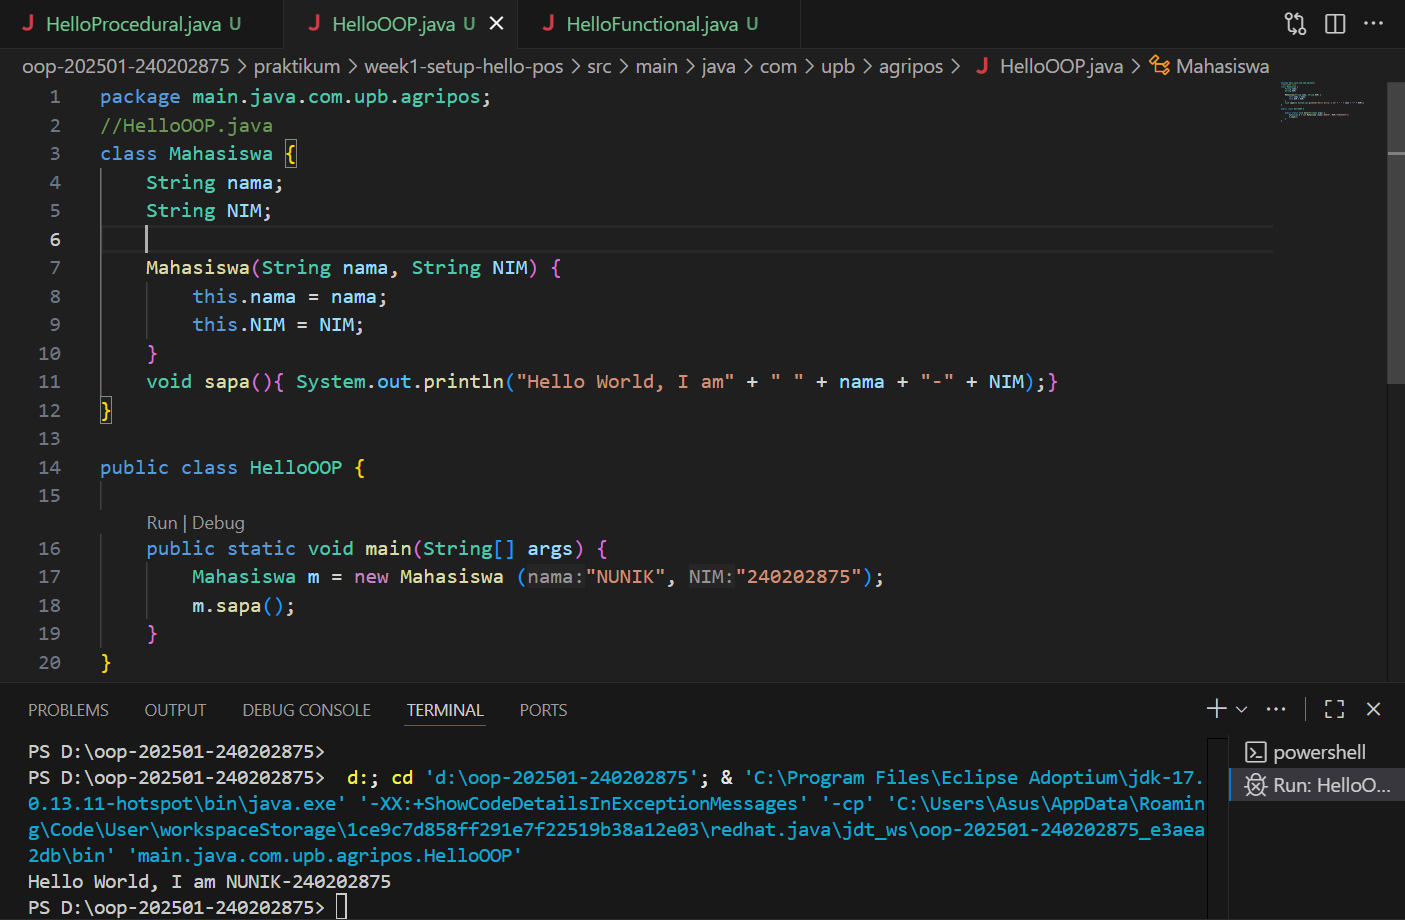 HelloProcedural.java U
HelloOOP.java U
HelloFunctional.java U
oop-202501-240202875 > praktikum > week1-setup-hello-pos > src > main > java > com > upb > agripos > HelloOOP.java > Mahasiswa
1 package main.java.com.upb.agripos;
2 //HelloOOP.java
3 class Mahasiswa {
4     String nama;
5     String NIM;
6
7     Mahasiswa(String nama, String NIM) {
8         this.nama = nama;
9         this.NIM = NIM;
10     }
11     void sapa(){ System.out.println("Hello World, I am" + " " + nama + "-" + NIM);}
12 }
13
14 public class HelloOOP {
15
Run | Debug
16     public static void main(String[] args) {
17         Mahasiswa m = new Mahasiswa (nama:"NUNIK", NIM:"240202875");
18         m.sapa();
19     }
20 }
PROBLEMS OUTPUT DEBUG CONSOLE TERMINAL PORTS
PS D:\oop-202501-240202875>
PS D:\oop-202501-240202875>  d:; cd 'd:\oop-202501-240202875'; & 'C:\Program Files\Eclipse Adoptium\jdk-17.
0.13.11-hotspot\bin\java.exe' '-XX:+ShowCodeDetailsInExceptionMessages' '-cp' 'C:\Users\Asus\AppData\Roamin
g\Code\User\workspaceStorage\1ce9c7d858ff291e7f22519b38a12e03\redhat.java\jdt_ws\oop-202501-240202875_e3aea
2db\bin' 'main.java.com.upb.agripos.HelloOOP'
Hello World, I am NUNIK-240202875
PS D:\oop-202501-240202875>
powershell
Run: HelloO...